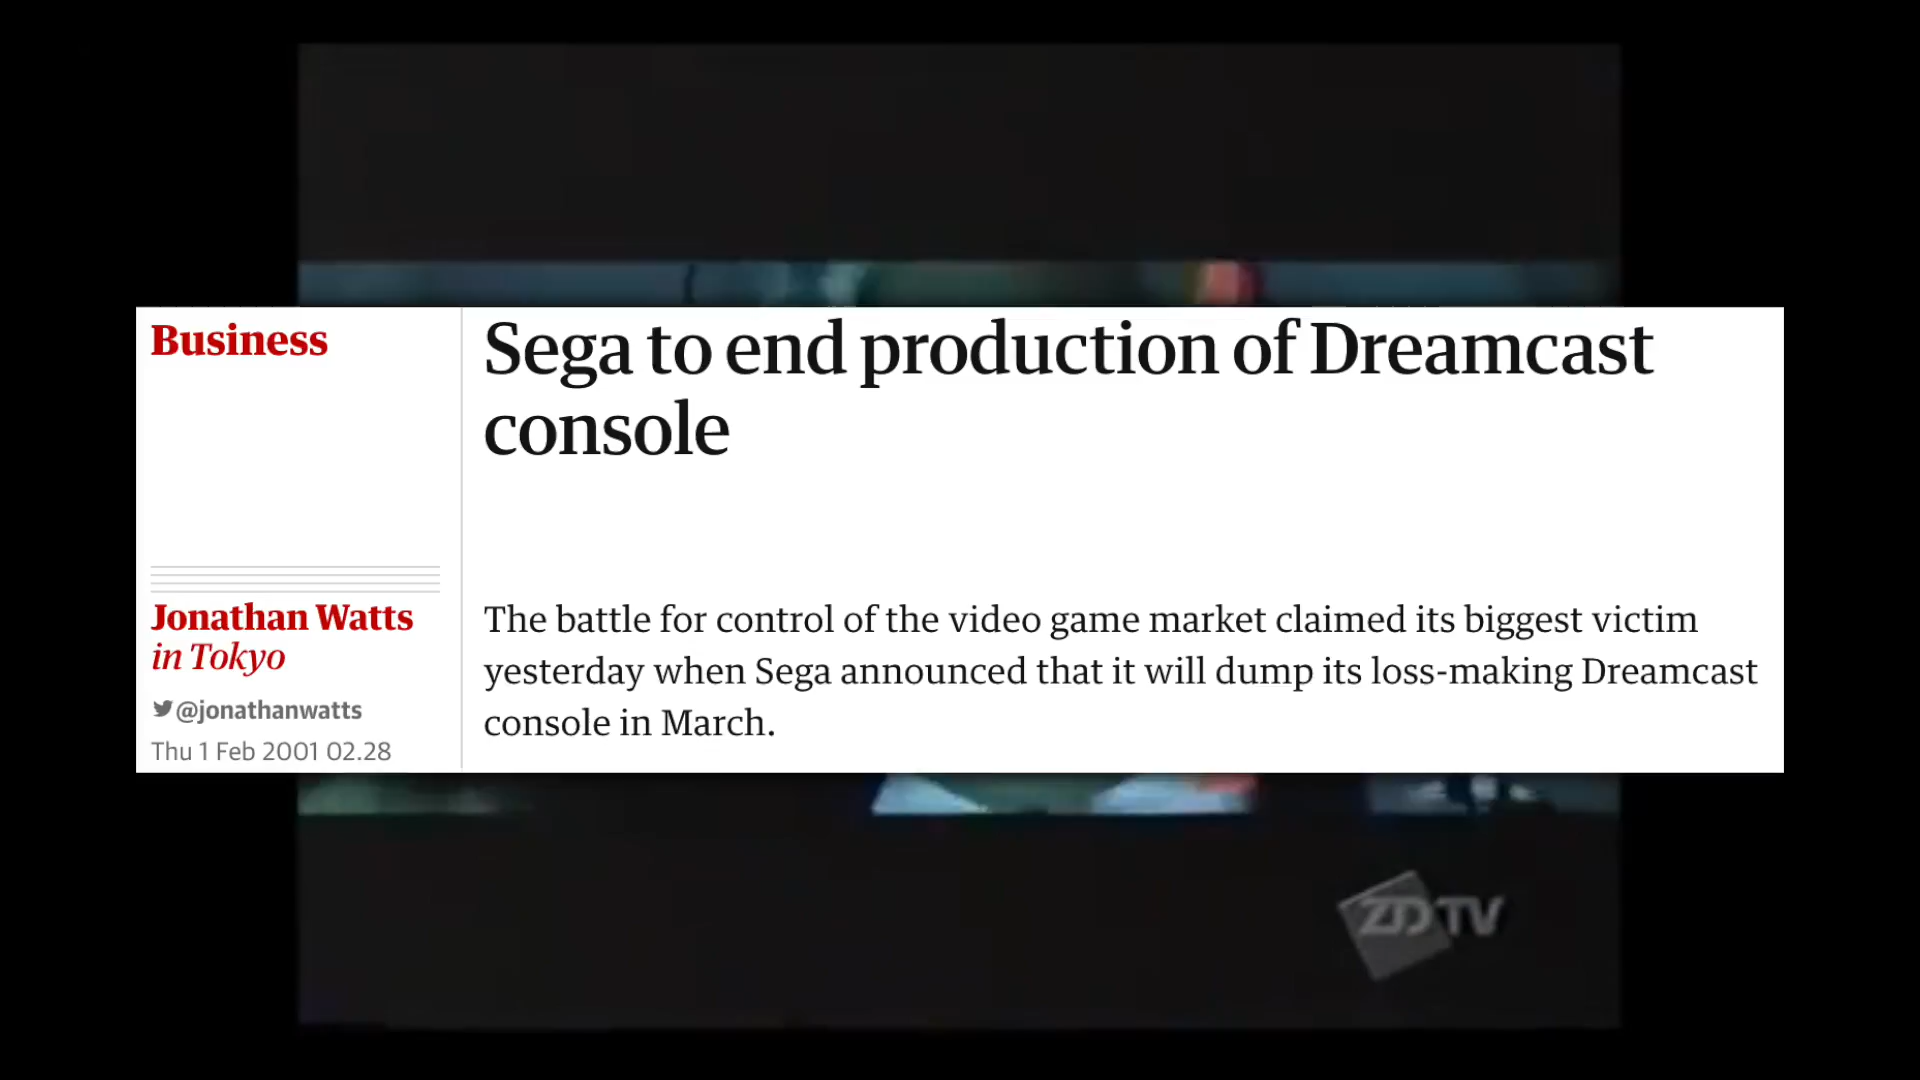 Business
Sega to end production of Dreamcast
console
Jonathan Watts
in Tokyo
@jonathanwatts
Thu 1 Feb 2001 02.28
The battle for control of the video game market claimed its biggest victim
yesterday when Sega announced that it will dump its loss-making Dreamcast
console in March.
ZDTV